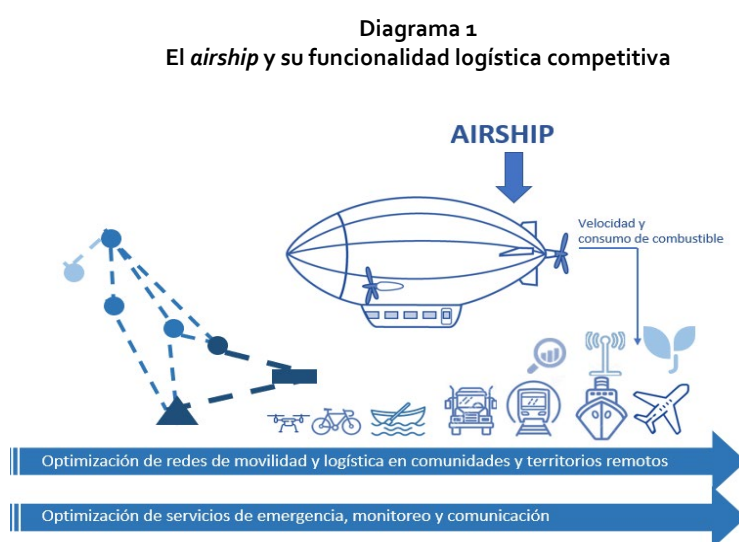 Diagrama 1
El airship y su funcionalidad logística competitiva
AIRSHIP
Velocidad y
consumo de combustible
Optimización de redes de movilidad y logística en comunidades y territorios remotos
Optimización de servicios de emergencia, monitoreo y comunicación